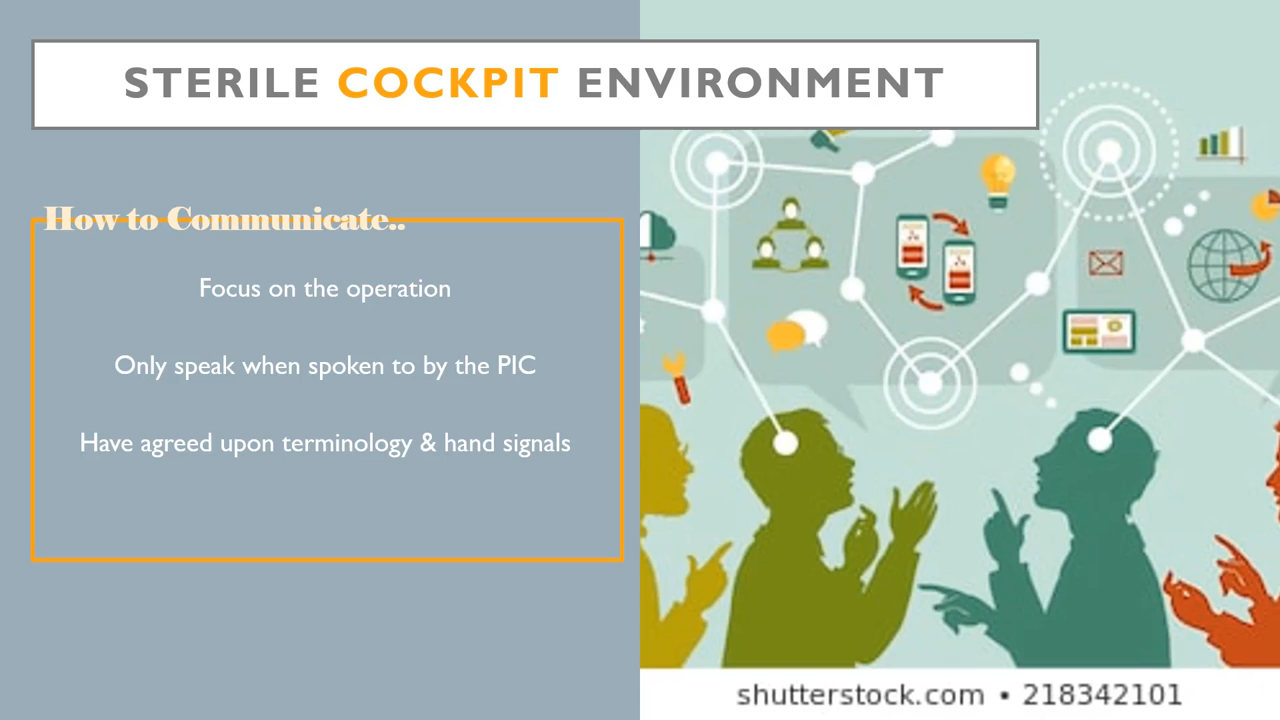 STERILE COCKPIT ENVIRONMENT
How to Communicate..
Focus on the operation
Only speak when spoken to by the PIC
Have agreed upon terminology & hand signals
shutterstock.com • 218342101